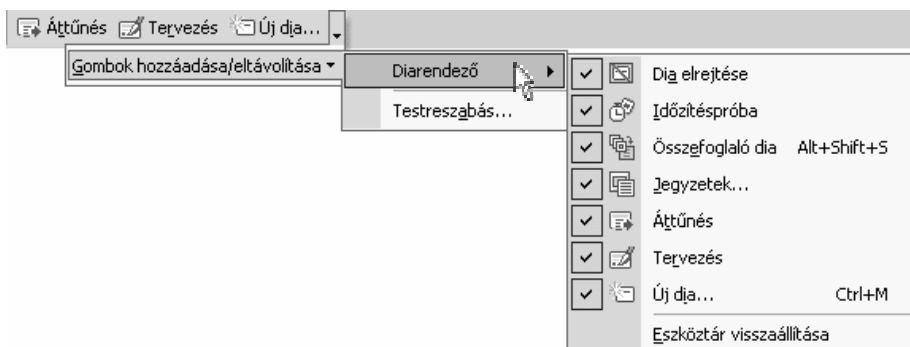 Áttűnés Tervezés Új dia...
Gombok hozzáadása/eltávolítása
Diarendező
Testreszabás...
Dia elrejtése
Időzítéspróba
Összefoglaló dia Alt+Shift+S
Jegyzetek...
Áttűnés
Tervezés
Új dia... Ctrl+M
Eszköztár visszaállítása